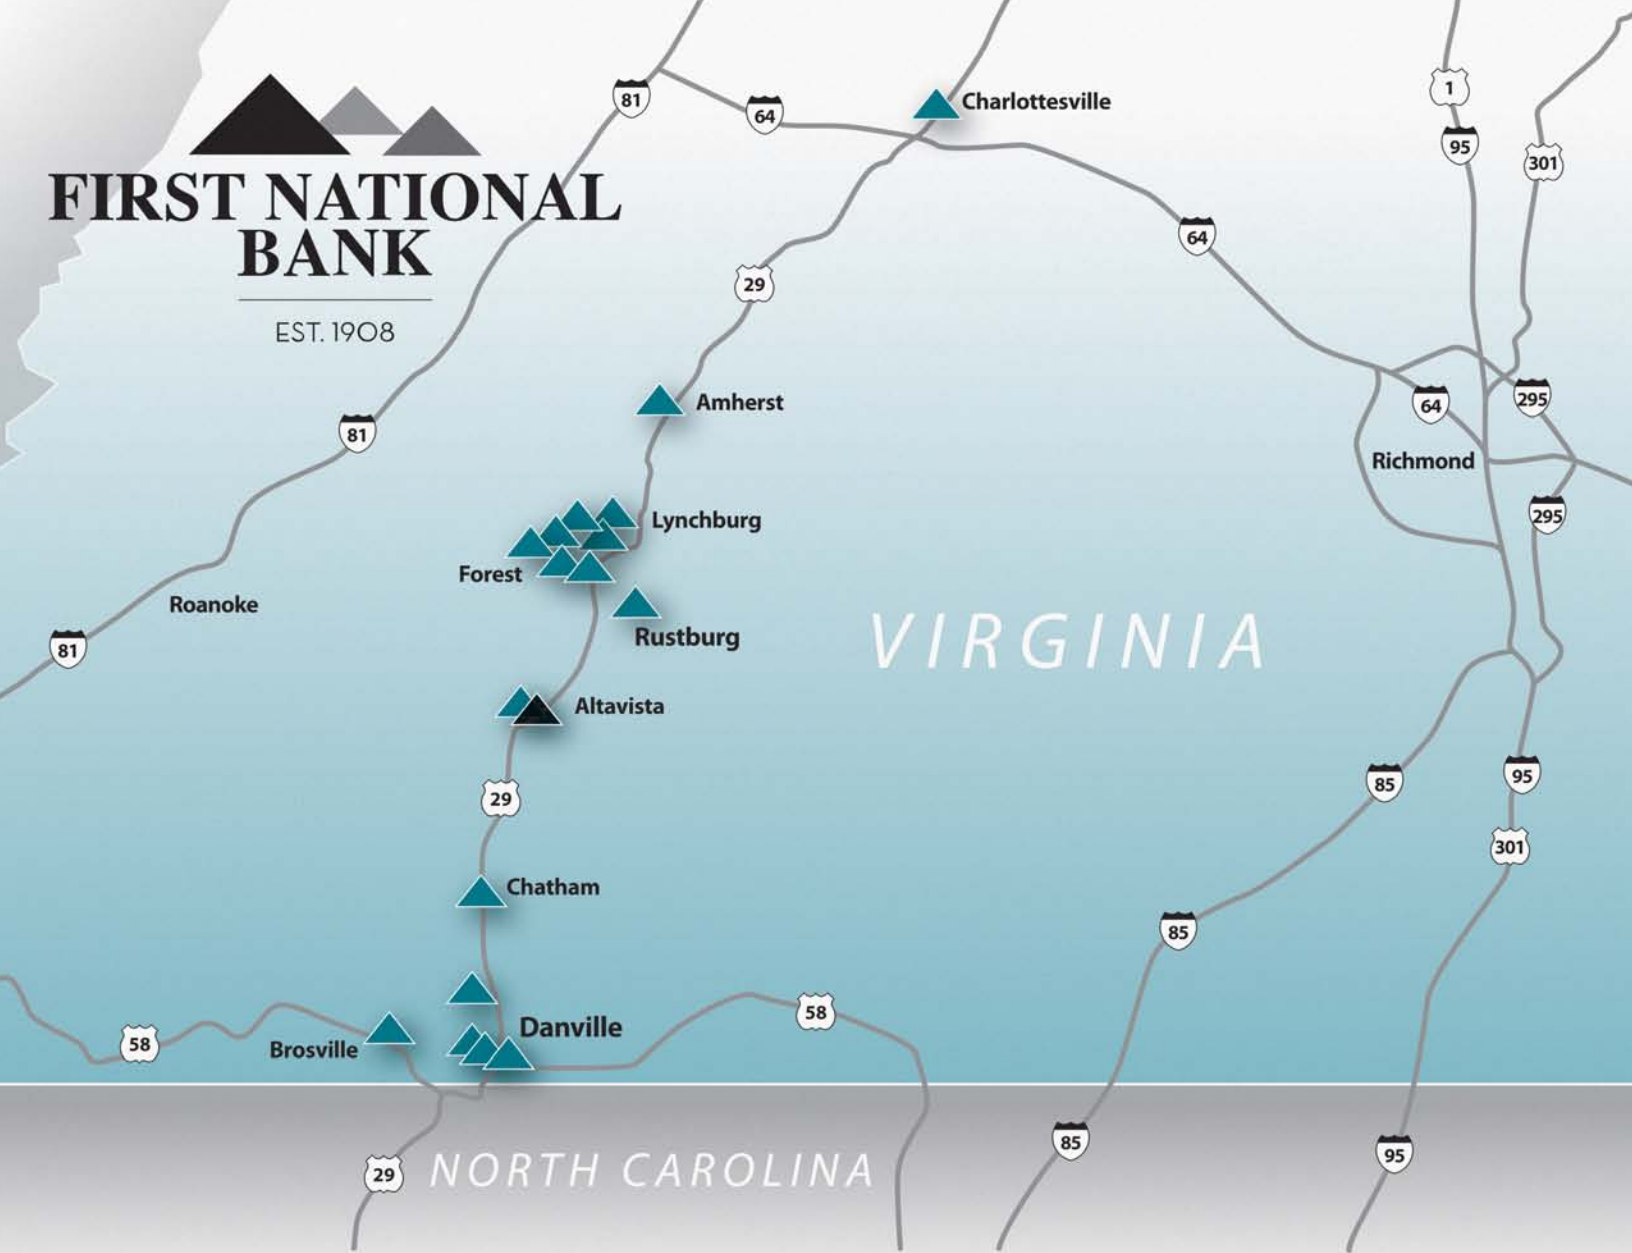 81
64
Charlottesville
1
95
301
FIRST NATIONAL
BANK
EST. 1908
64
29
81
Amherst
295
64
Richmond
Lynchburg
295
Forest
Roanoke
Rustburg
VIRGINIA
81
Altavista
29
85
95
301
Chatham
85
58
Danville
58
Brosville
85
95
29
NORTH CAROLINA